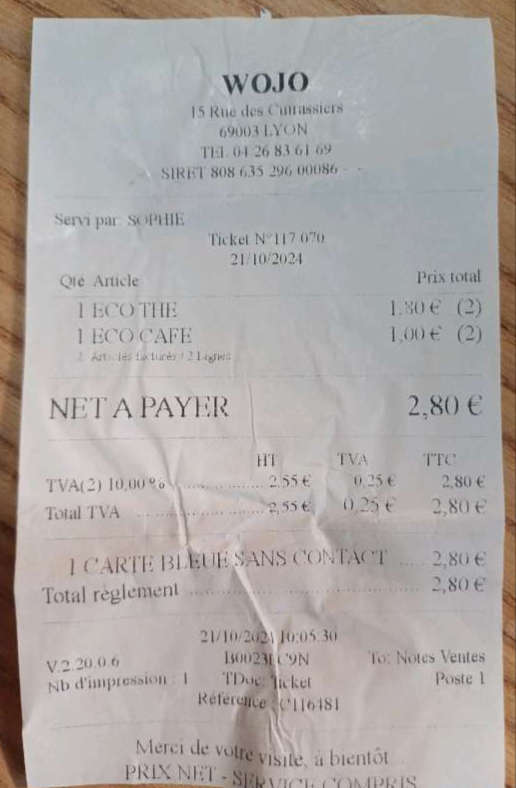 WOJO
15 Rue des Cuirassiers
69003 LYON
TEL 04 26 83 61 69
SIRET 808 635 296 00086
Servi par: SOPHIE
Ticket N°117 070
21/10/2024
Qté Article Prix total
1 ECO THE 1,80 € (2)
1 ECO CAFE 1,00 € (2)
2 Articles facturés / 2 Lignes
NET A PAYER 2,80 €
HT TVA TTC
TVA(2) 10,00% .............. 2,55 € 0,25 € 2,80 €
Total TVA .............. 2,55 € 0,25 € 2,80 €
1 CARTE BLEUE SANS CONTACT .... 2,80 €
Total règlement .............. 2,80 €
21/10/2024 10:05:30
V.2.20.0.6 To: Notes Ventes
Nb d'impression : 1 TDoc: Ticket Poste 1
Référence : C116481
Merci de votre visite, à bientôt
PRIX NET - SERVICE COMPRIS